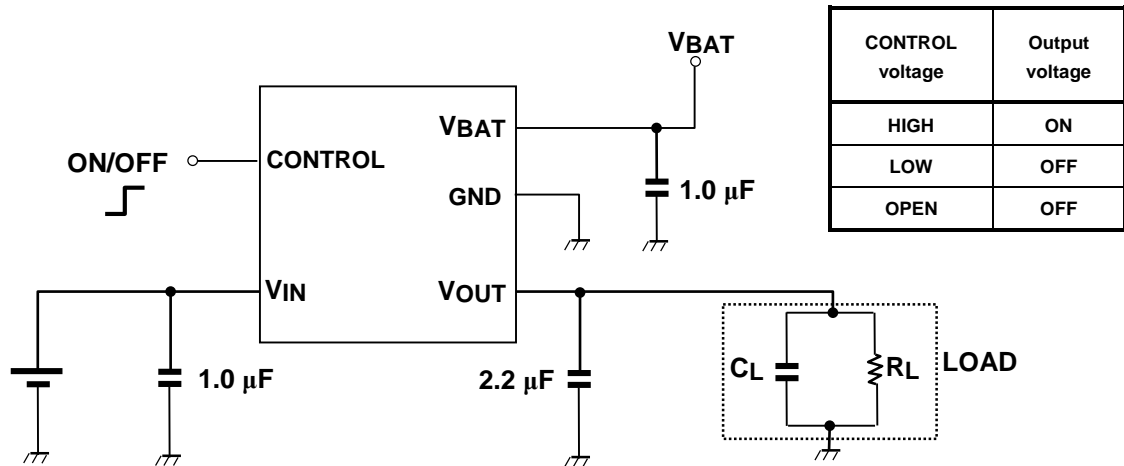 VBAT
VBAT
ON/OFF
CONTROL
GND
1.0 μF
VIN
VOUT
1.0 μF
2.2 μF
CL
RL
LOAD
CONTROL voltage
Output voltage
HIGH
ON
LOW
OFF
OPEN
OFF